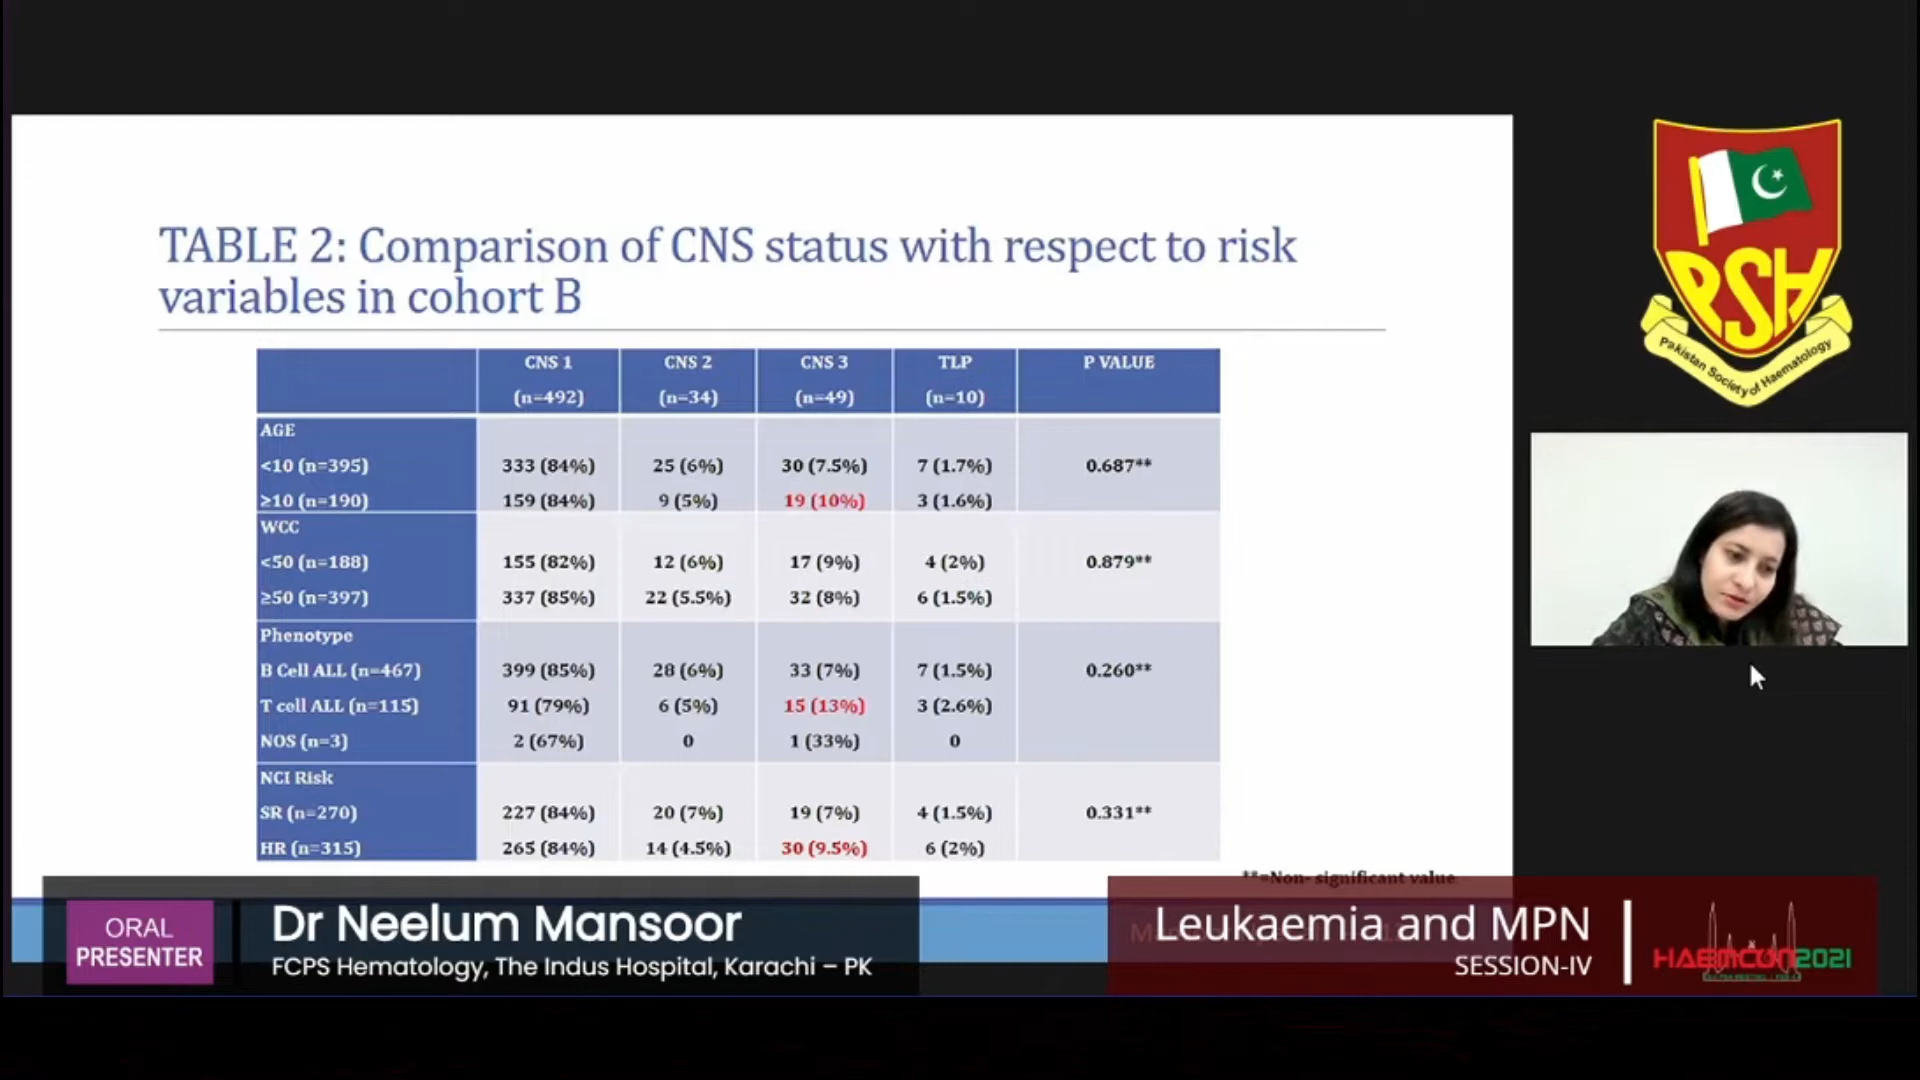 TABLE 2: Comparison of CNS status with respect to risk
variables in cohort B
CNS 1 CNS 2 CNS 3 TLP P VALUE
(n=492) (n=34) (n=49) (n=10)
AGE
<10 (n=395) 333 (84%) 25 (6%) 30 (7.5%) 7 (1.7%) 0.687**
≥10 (n=190) 159 (84%) 9 (5%) 19 (10%) 3 (1.6%)
WCC
<50 (n=188) 155 (82%) 12 (6%) 17 (9%) 4 (2%) 0.879**
≥50 (n=397) 337 (85%) 22 (5.5%) 32 (8%) 6 (1.5%)
Phenotype
B Cell ALL (n=467) 399 (85%) 28 (6%) 33 (7%) 7 (1.5%) 0.260**
T cell ALL (n=115) 91 (79%) 6 (5%) 15 (13%) 3 (2.6%)
NOS (n=3) 2 (67%) 0 1 (33%) 0
NCI Risk
SR (n=270) 227 (84%) 20 (7%) 19 (7%) 4 (1.5%) 0.331**
HR (n=315) 265 (84%) 14 (4.5%) 30 (9.5%) 6 (2%)
**=Non- significant value
PSH
Pakistan Society of Haematology
ORAL
PRESENTER
Dr Neelum Mansoor
FCPS Hematology, The Indus Hospital, Karachi – PK
Leukaemia and MPN
SESSION-IV
HAEMCON2021